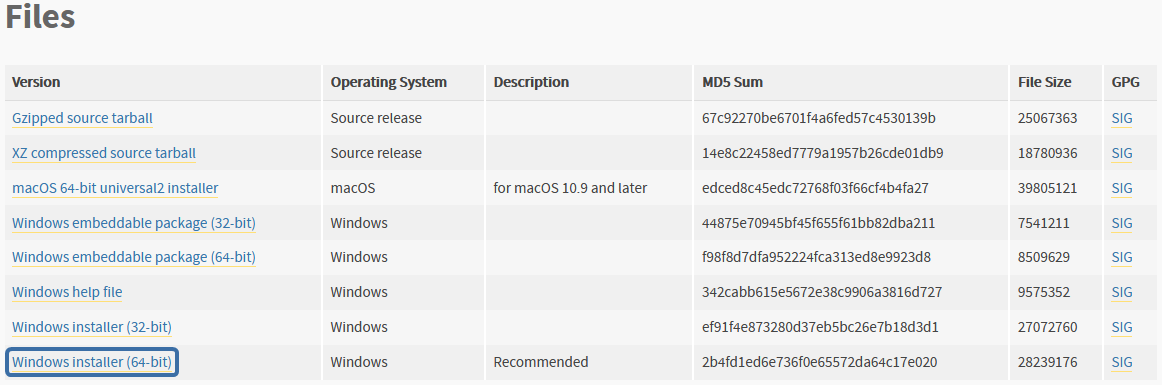 Files
Version Operating System Description MD5 Sum File Size GPG
Gzipped source tarball Source release 67c92270be6701f4a6fed57c4530139b 25067363 SIG
XZ compressed source tarball Source release 14e8c22458ed7779a1957b26cde01db9 18780936 SIG
macOS 64-bit universal2 installer macOS for macOS 10.9 and later edced8c45edc72768f03f66cf4b4fa27 39805121 SIG
Windows embeddable package (32-bit) Windows 44875e70945bf45f655f61bb82dba211 7541211 SIG
Windows embeddable package (64-bit) Windows f98f8d7dfa952224fca313ed8e9923d8 8509629 SIG
Windows help file Windows 342cabb615e5672e38c9906a3816d727 9575352 SIG
Windows installer (32-bit) Windows ef91f4e873280d37eb5bc26e7b18d3d1 27072760 SIG
Windows installer (64-bit) Windows Recommended 2b4fd1ed6e736f0e65572da64c17e020 28239176 SIG